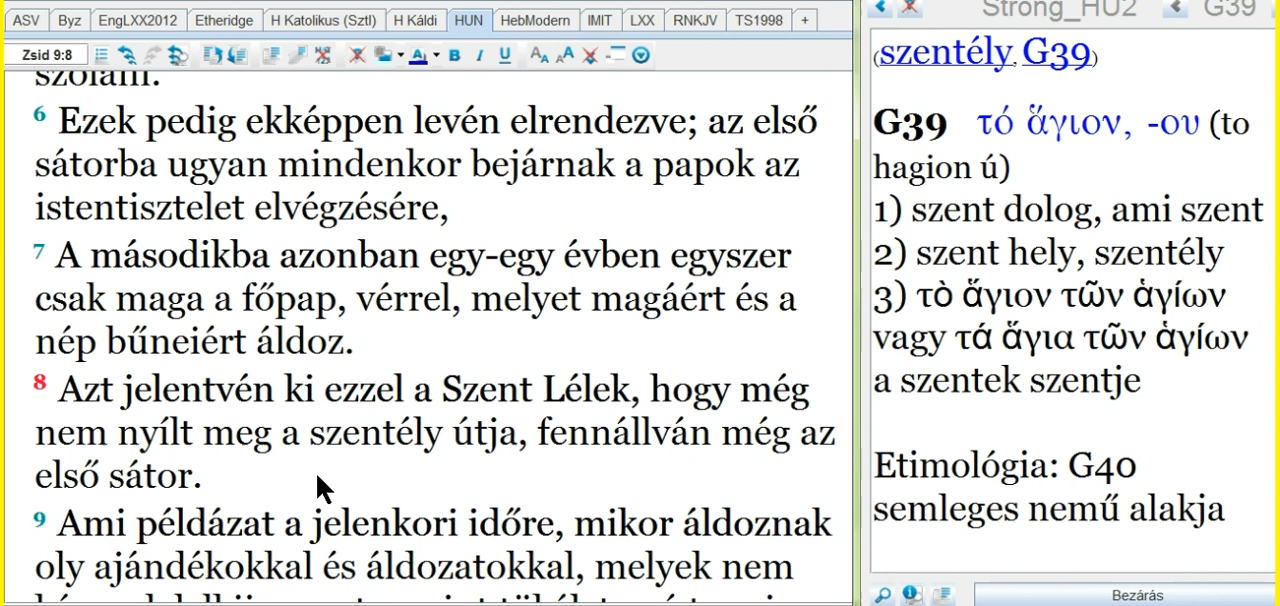 ASV Byz EngLXX2012 Etheridge H Katolikus (Sztl) H Káldi HUN HebModern IMIT LXX RNKJV TS1998 +
Zsid 9:8
szólani.
6 Ezek pedig ekképpen levén elrendezve; az első
sátorba ugyan mindenkor bejárnak a papok az
istentisztelet elvégzésére,
7 A másodikba azonban egy-egy évben egyszer
csak maga a főpap, vérrel, melyet magáért és a
nép bűneiért áldoz.
8 Azt jelentvén ki ezzel a Szent Lélek, hogy még
nem nyílt meg a szentély útja, fennállván még az
első sátor.
9 Ami példázat a jelenkori időre, mikor áldoznak
oly ajándékokkal és áldozatokkal, melyek nem
Strong_HU2 G39
(szentély, G39)
G39 τό ἅγιον, -ου (to
hagion ú)
1) szent dolog, ami szent
2) szent hely, szentély
3) τὸ ἅγιον τῶν ἁγίων
vagy τά ἅγια τῶν ἁγίων
a szentek szentje
Etimológia: G40
semleges nemű alakja
Bezárás